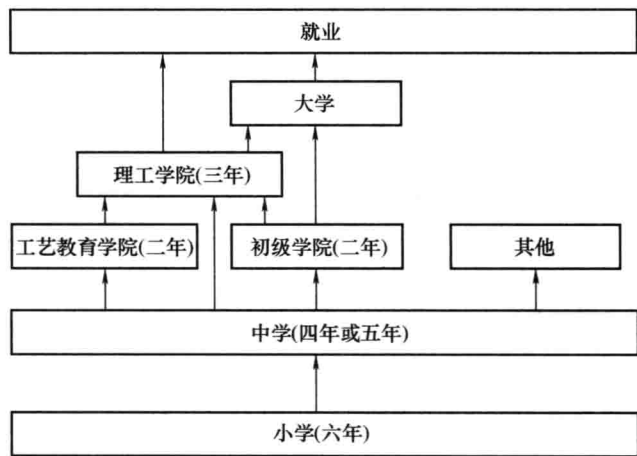 就业
大学
理工学院(三年)
工艺教育学院(二年)
初级学院(二年)
其他
中学(四年或五年)
小学(六年)